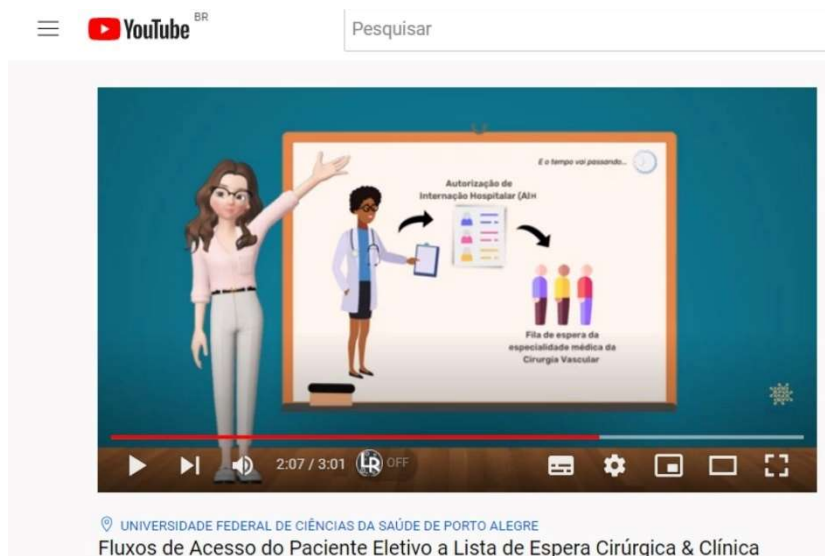 YouTube BR
Pesquisar
E o tempo vai passando...
Autorização de
Internação Hospitalar (AIH
Fila de espera da
especialidade médica da
Cirurgia Vascular
2:07 / 3:01 LR OFF
UNIVERSIDADE FEDERAL DE CIÊNCIAS DA SAÚDE DE PORTO ALEGRE
Fluxos de Acesso do Paciente Eletivo a Lista de Espera Cirúrgica & Clínica